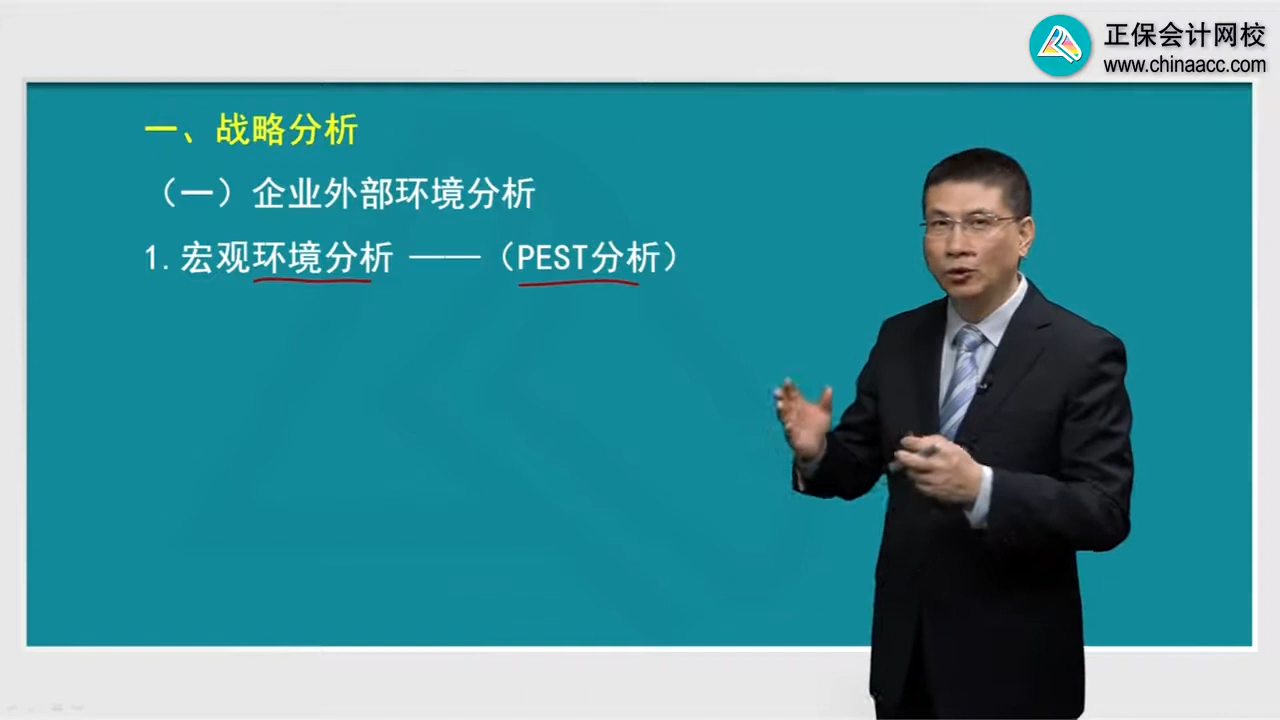 正保会计网校
www.chinaacc.com
一、战略分析
（一）企业外部环境分析
1.宏观环境分析 ——（PEST分析）